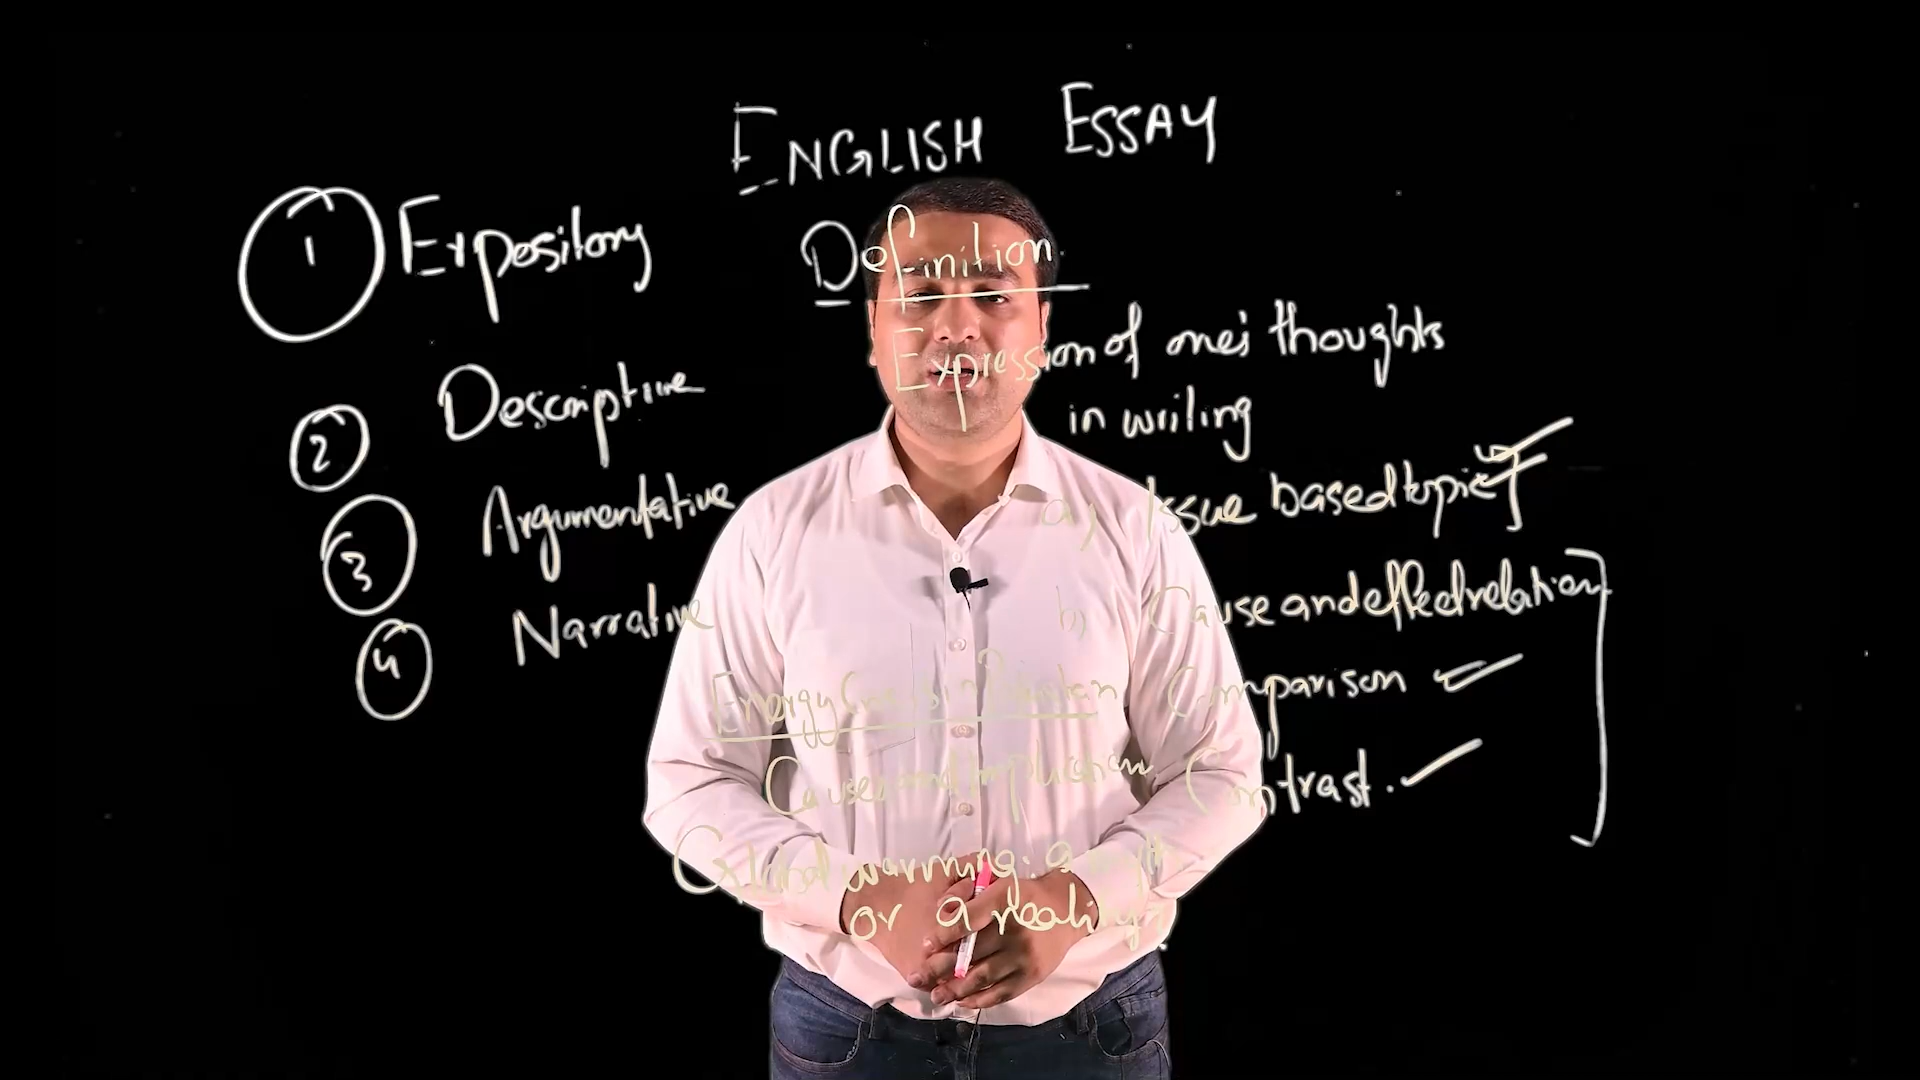 ENGLISH ESSAY
1 Expository
2 Descriptive
3 Argumentative
4 Narrative
Definition
Expression of one's thoughts
in writing
a) Issue based topic
b) Cause and effect relation
Comparison
Contrast.
Energy Crisis in Pakistan
Causes and Implication
Global warming: a myth
or a reality?